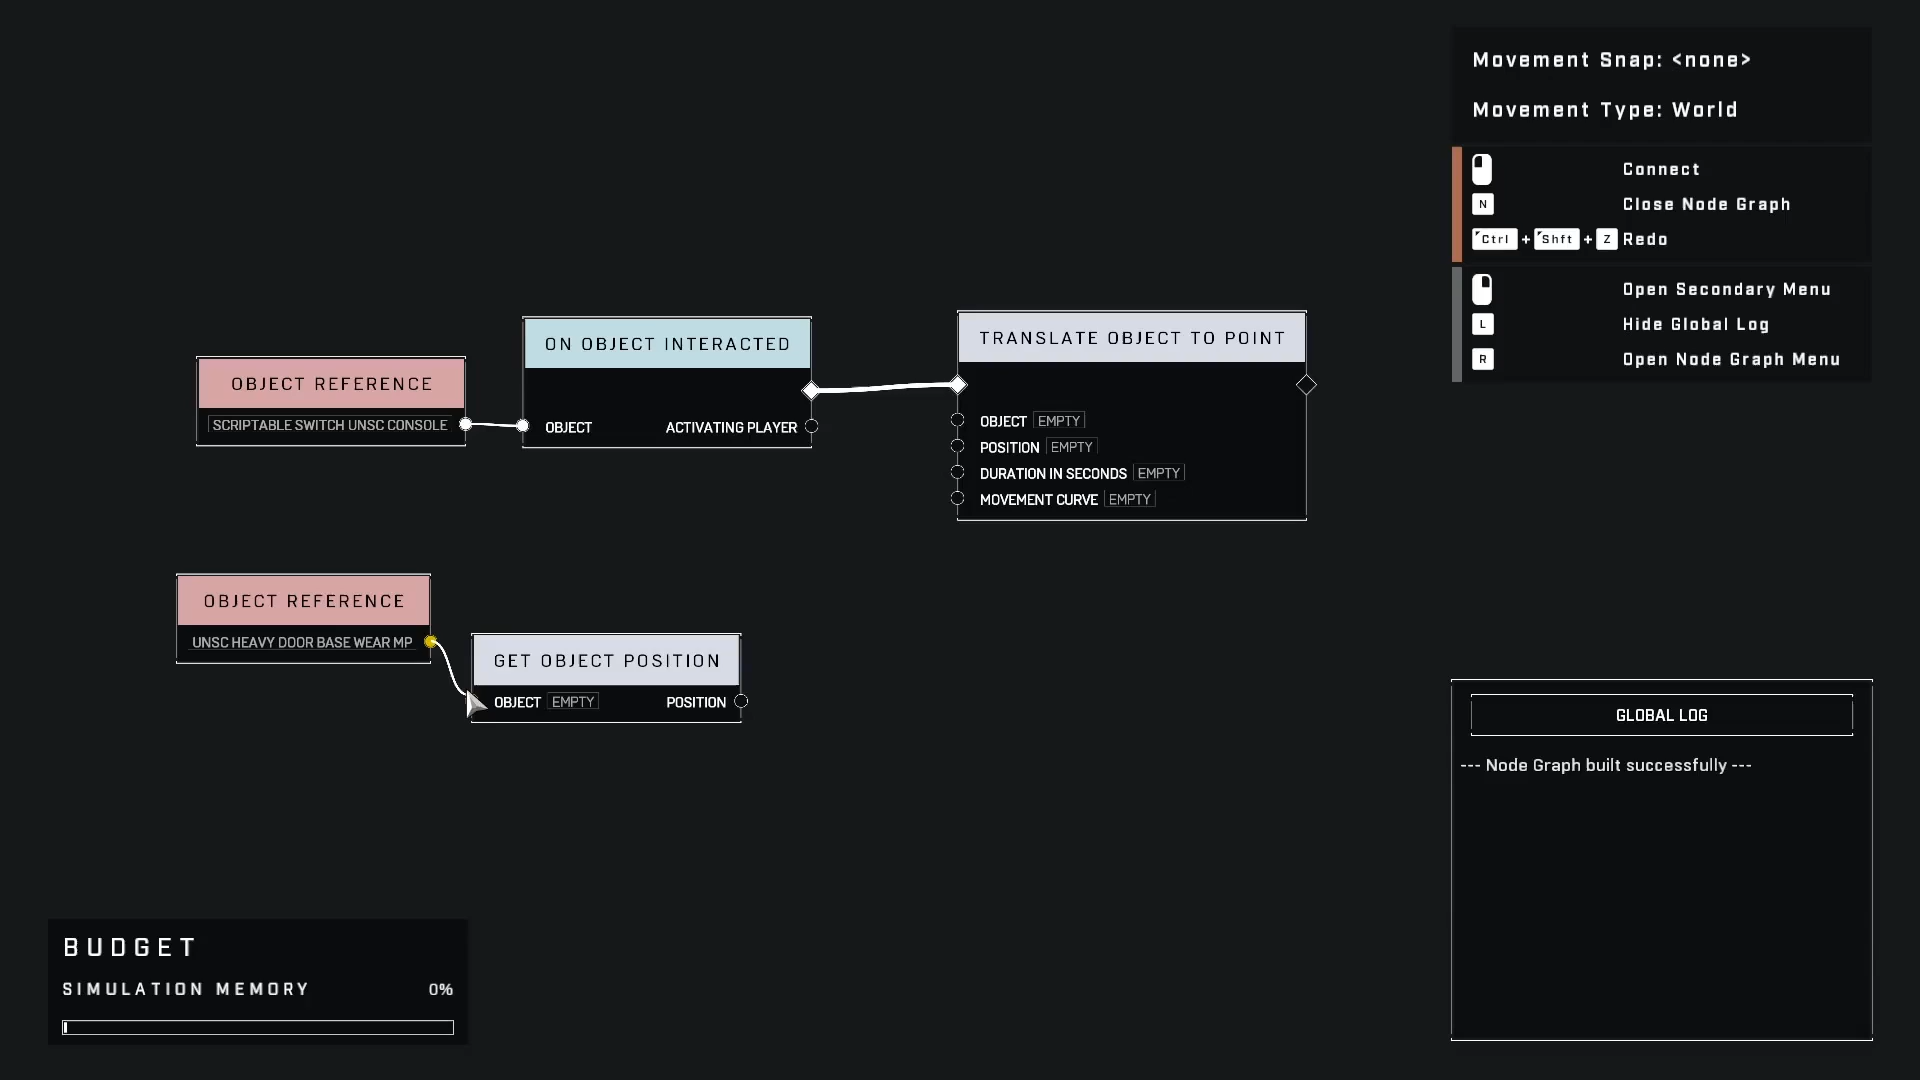 Movement Snap: <none>
Movement Type: World
Connect
N Close Node Graph
Ctrl + Shft + Z Redo
Open Secondary Menu
L Hide Global Log
R Open Node Graph Menu
OBJECT REFERENCE
SCRIPTABLE SWITCH UNSC CONSOLE
ON OBJECT INTERACTED
OBJECT ACTIVATING PLAYER
TRANSLATE OBJECT TO POINT
OBJECT EMPTY
POSITION EMPTY
DURATION IN SECONDS EMPTY
MOVEMENT CURVE EMPTY
OBJECT REFERENCE
UNSC HEAVY DOOR BASE WEAR MP
GET OBJECT POSITION
OBJECT EMPTY POSITION
GLOBAL LOG
--- Node Graph built successfully ---
BUDGET
SIMULATION MEMORY 0%